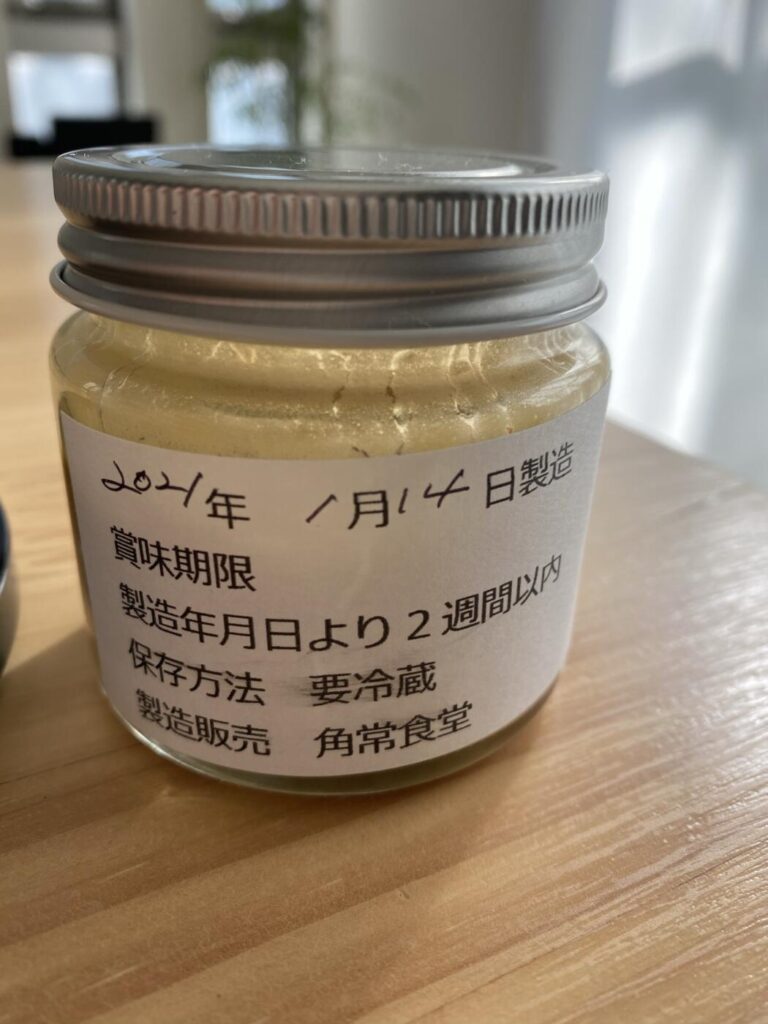 2021年 1月14日製造
賞味期限
製造年月日より2週間以内
保存方法 要冷蔵
製造販売 角常食堂